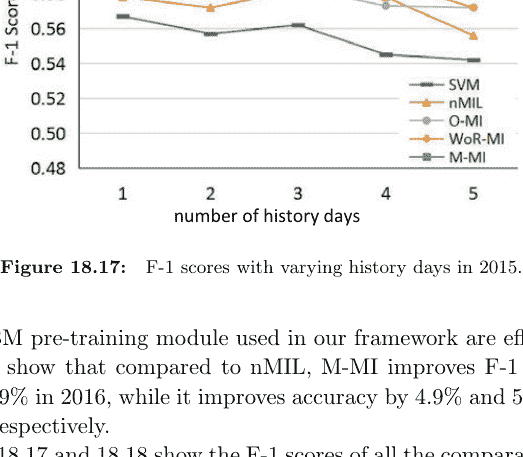 F-1 Score
0.56
0.54
0.52
0.50
0.48
SVM
nMIL
O-MI
WoR-MI
M-MI
1 2 3 4 5
number of history days
Figure 18.17: F-1 scores with varying history days in 2015.
pre-training module used in our framework are
show that compared to nMIL, M-MI improves F-1
9% in 2016, while it improves accuracy by 4.9% and 5
respectively.
18.17 and 18.18 show the F-1 scores of all the